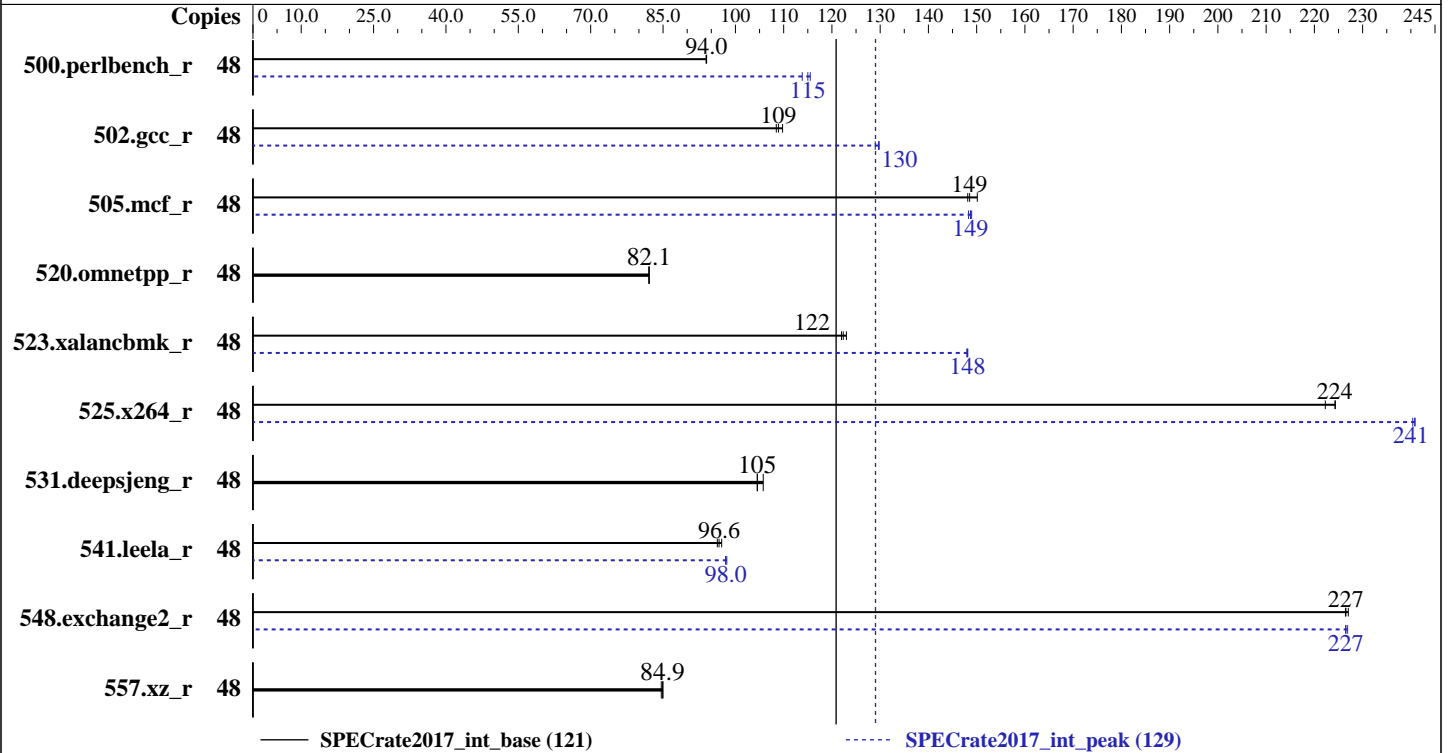 Copies 0 10.0 25.0 40.0 55.0 70.0 85.0 100 110 120 130 140 150 160 170 180 190 200 210 220 230 245
94.0
500.perlbench_r 48
115
109
502.gcc_r 48
130
149
505.mcf_r 48
149
82.1
520.omnetpp_r 48
122
523.xalancbmk_r 48
148
224
525.x264_r 48
241
105
531.deepsjeng_r 48
96.6
541.leela_r 48
98.0
227
548.exchange2_r 48
227
84.9
557.xz_r 48
SPECrate2017_int_base (121) SPECrate2017_int_peak (129)